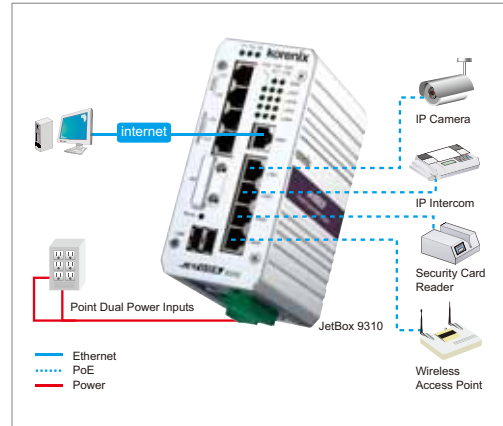 korenix
internet
IP Camera
IP Intercom
Security Card
Reader
Point Dual Power Inputs
JetBox 9310
Ethernet
PoE
Power
Wireless
Access Point